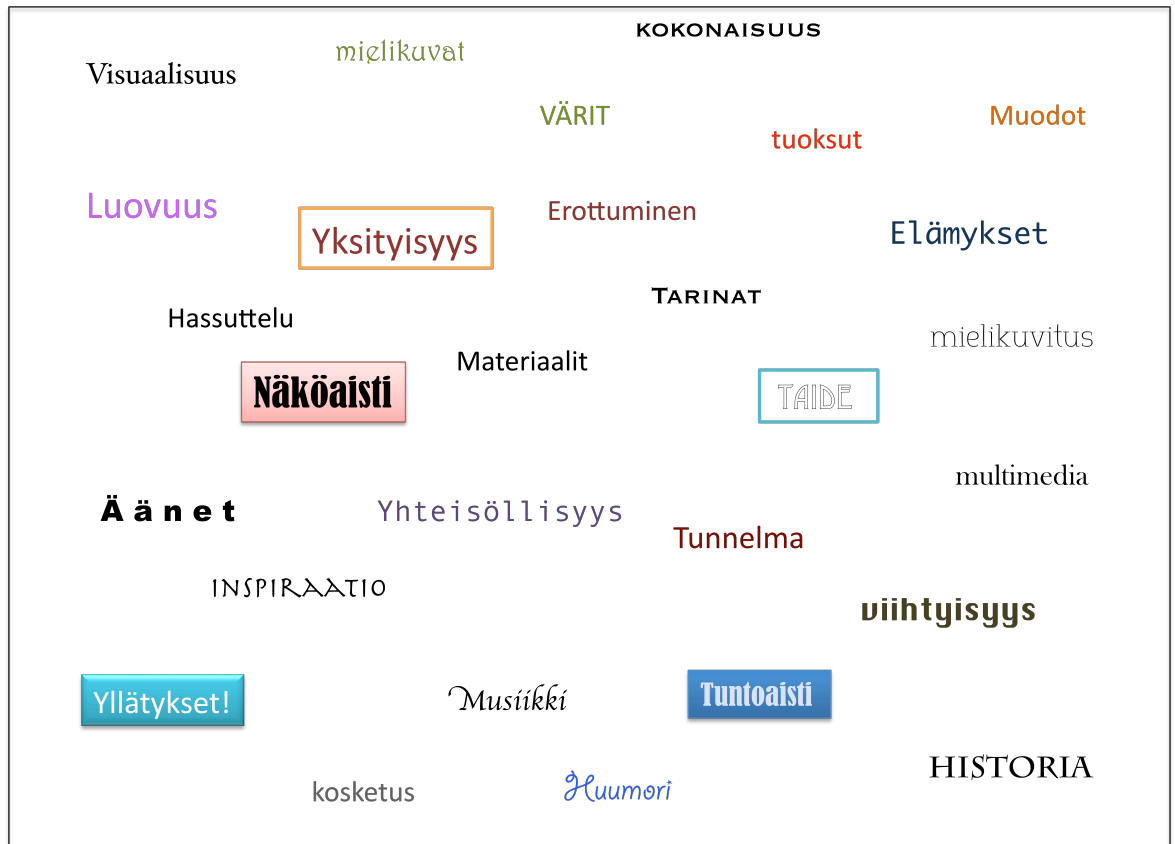 KOKONAISUUS
mielikuvat
Visuaalisuus
VÄRIT
Muodot
tuoksut
Luovuus
Erottuminen
Yksityisyys
Elämykset
TARINAT
Hassuttelu
mielikuvitus
Materiaalit
Näköaisti
TAIDE
multimedia
Äänet
Yhteisöllisyys
Tunnelma
INSPIRAATIO
viihtyisyys
Yllätykset!
Musiikki
Tuntoaisti
HISTORIA
kosketus
Huumori